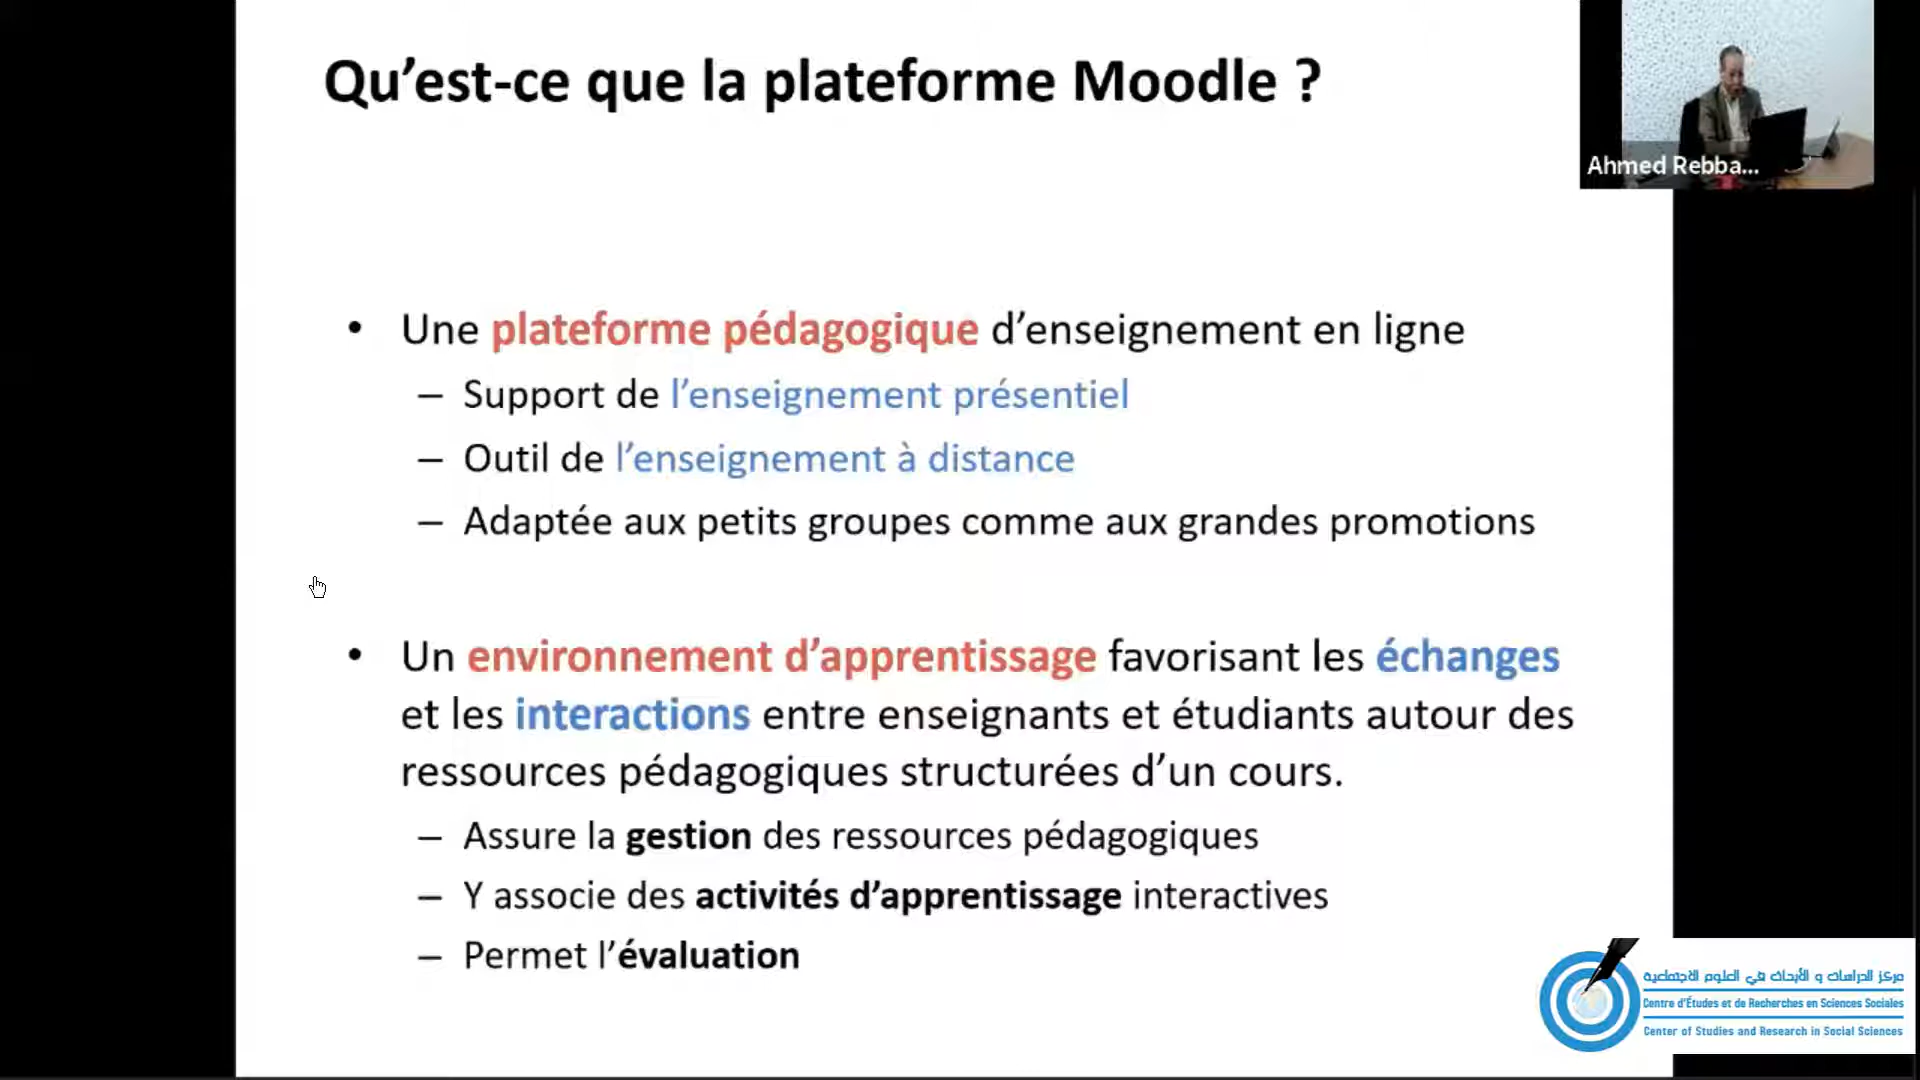 Qu’est-ce que la plateforme Moodle ?
Ahmed Rebba...
• Une plateforme pédagogique d’enseignement en ligne
– Support de l’enseignement présentiel
– Outil de l’enseignement à distance
– Adaptée aux petits groupes comme aux grandes promotions
• Un environnement d’apprentissage favorisant les échanges
et les interactions entre enseignants et étudiants autour des
ressources pédagogiques structurées d’un cours.
– Assure la gestion des ressources pédagogiques
– Y associe des activités d’apprentissage interactives
– Permet l’évaluation
مركز الدراسات و الأبحاث في العلوم الاجتماعية
Centre d’Études et de Recherches en Sciences Sociales
Center of Studies and Research in Social Sciences